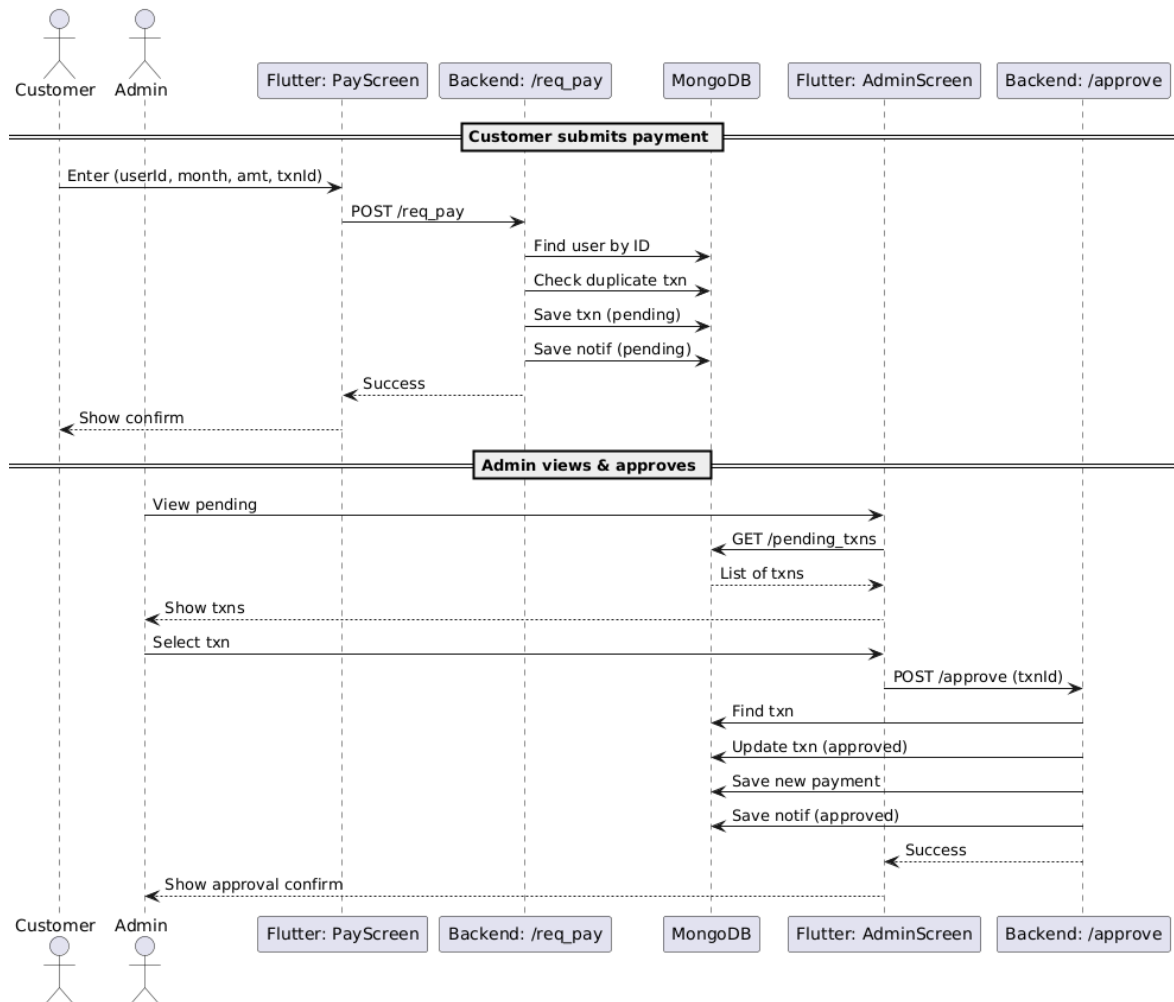 Customer
Admin
Flutter: PayScreen
Backend: /req_pay
MongoDB
Flutter: AdminScreen
Backend: /approve
Customer submits payment
Enter (userId, month, amt, txnId)
POST /req_pay
Find user by ID
Check duplicate txn
Save txn (pending)
Save notif (pending)
Success
Show confirm
Admin views & approves
View pending
GET /pending_txns
List of txns
Show txns
Select txn
POST /approve (txnId)
Find txn
Update txn (approved)
Save new payment
Save notif (approved)
Success
Show approval confirm
Customer
Admin
Flutter: PayScreen
Backend: /req_pay
MongoDB
Flutter: AdminScreen
Backend: /approve